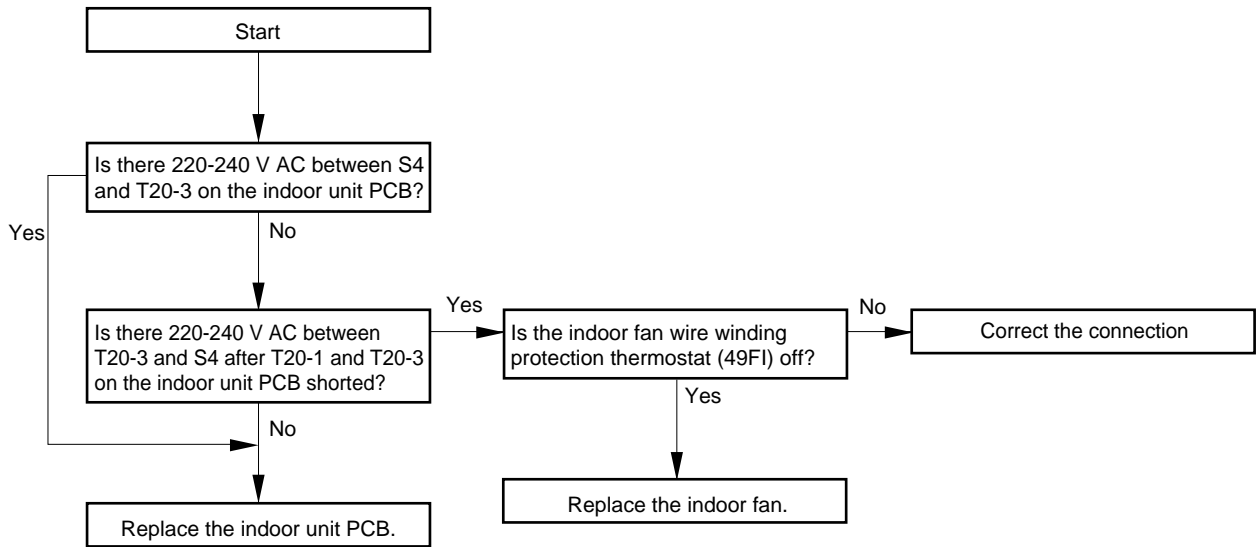 Start
Is there 220-240 V AC between S4
and T20-3 on the indoor unit PCB?
Yes
No
Is there 220-240 V AC between
T20-3 and S4 after T20-1 and T20-3
on the indoor unit PCB shorted?
Yes
Is the indoor fan wire winding
protection thermostat (49FI) off?
No
Correct the connection
No
Yes
Replace the indoor unit PCB.
Replace the indoor fan.